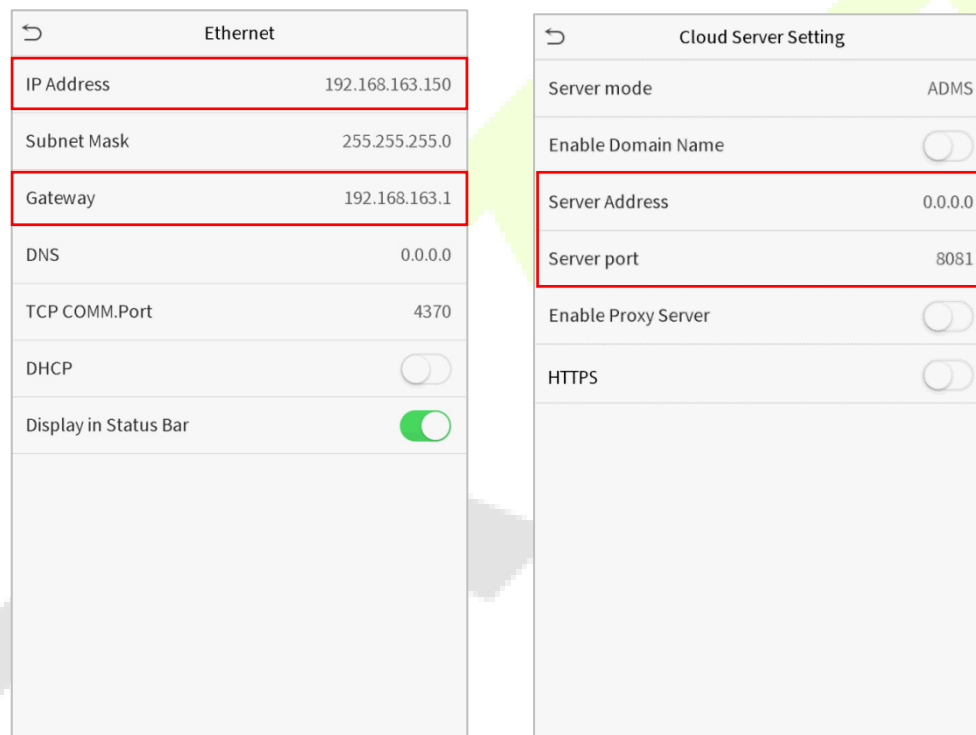 Ethernet
IP Address 192.168.163.150
Subnet Mask 255.255.255.0
Gateway 192.168.163.1
DNS 0.0.0.0
TCP COMM.Port 4370
DHCP
Display in Status Bar
Cloud Server Setting
Server mode ADMS
Enable Domain Name
Server Address 0.0.0.0
Server port 8081
Enable Proxy Server
HTTPS